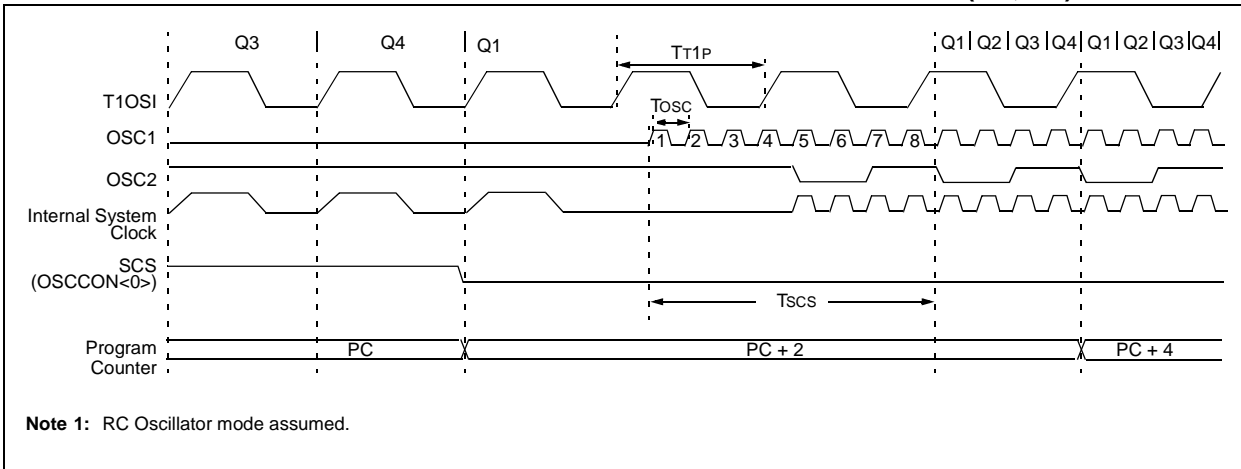 Q3 Q4 Q1 TT1P Q1 Q2 Q3 Q4 Q1 Q2 Q3 Q4
T1OSI
TOSC
OSC1
1 2 3 4 5 6 7 8
OSC2
Internal System
Clock
SCS
(OSCCON<0>)
TSCS
Program
Counter
PC PC + 2 PC + 4
Note 1: RC Oscillator mode assumed.